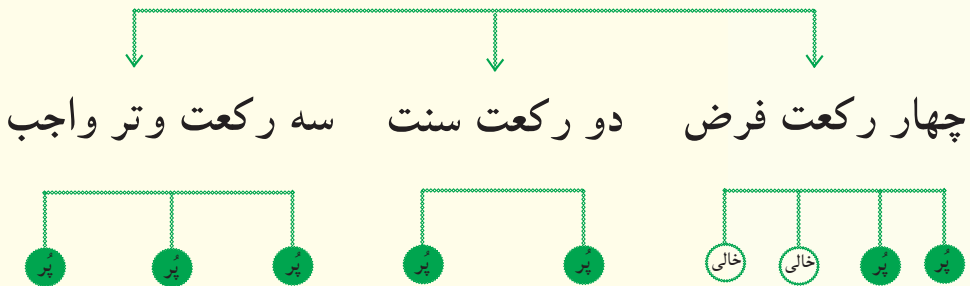 چهار رکعت فرض دو رکعت سنت سه رکعت وتر واجب
پُر پُر خالی خالی پُر پُر پُر پُر پُر